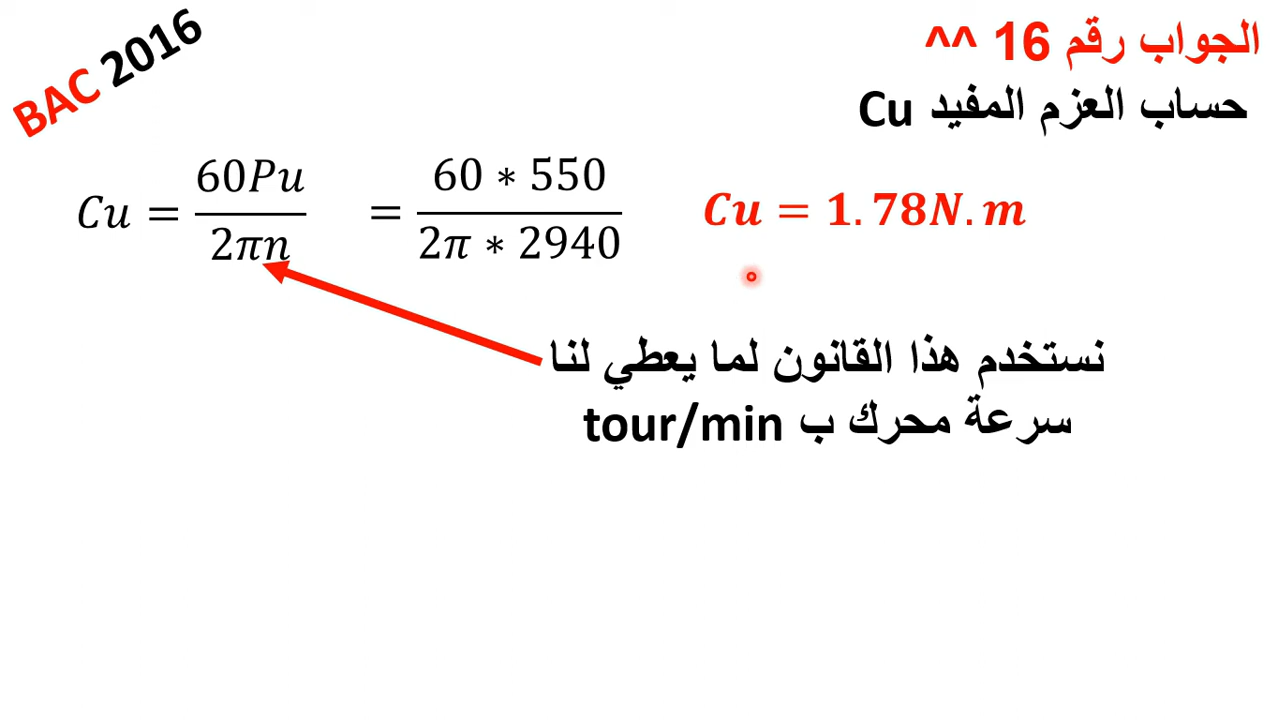 BAC 2016
الجواب رقم 16 ^^
حساب العزم المفيد Cu
Cu = 60Pu / 2πn = 60 * 550 / 2π * 2940 Cu = 1.78N.m
نستخدم هذا القانون لما يعطي لنا
سرعة محرك ب tour/min